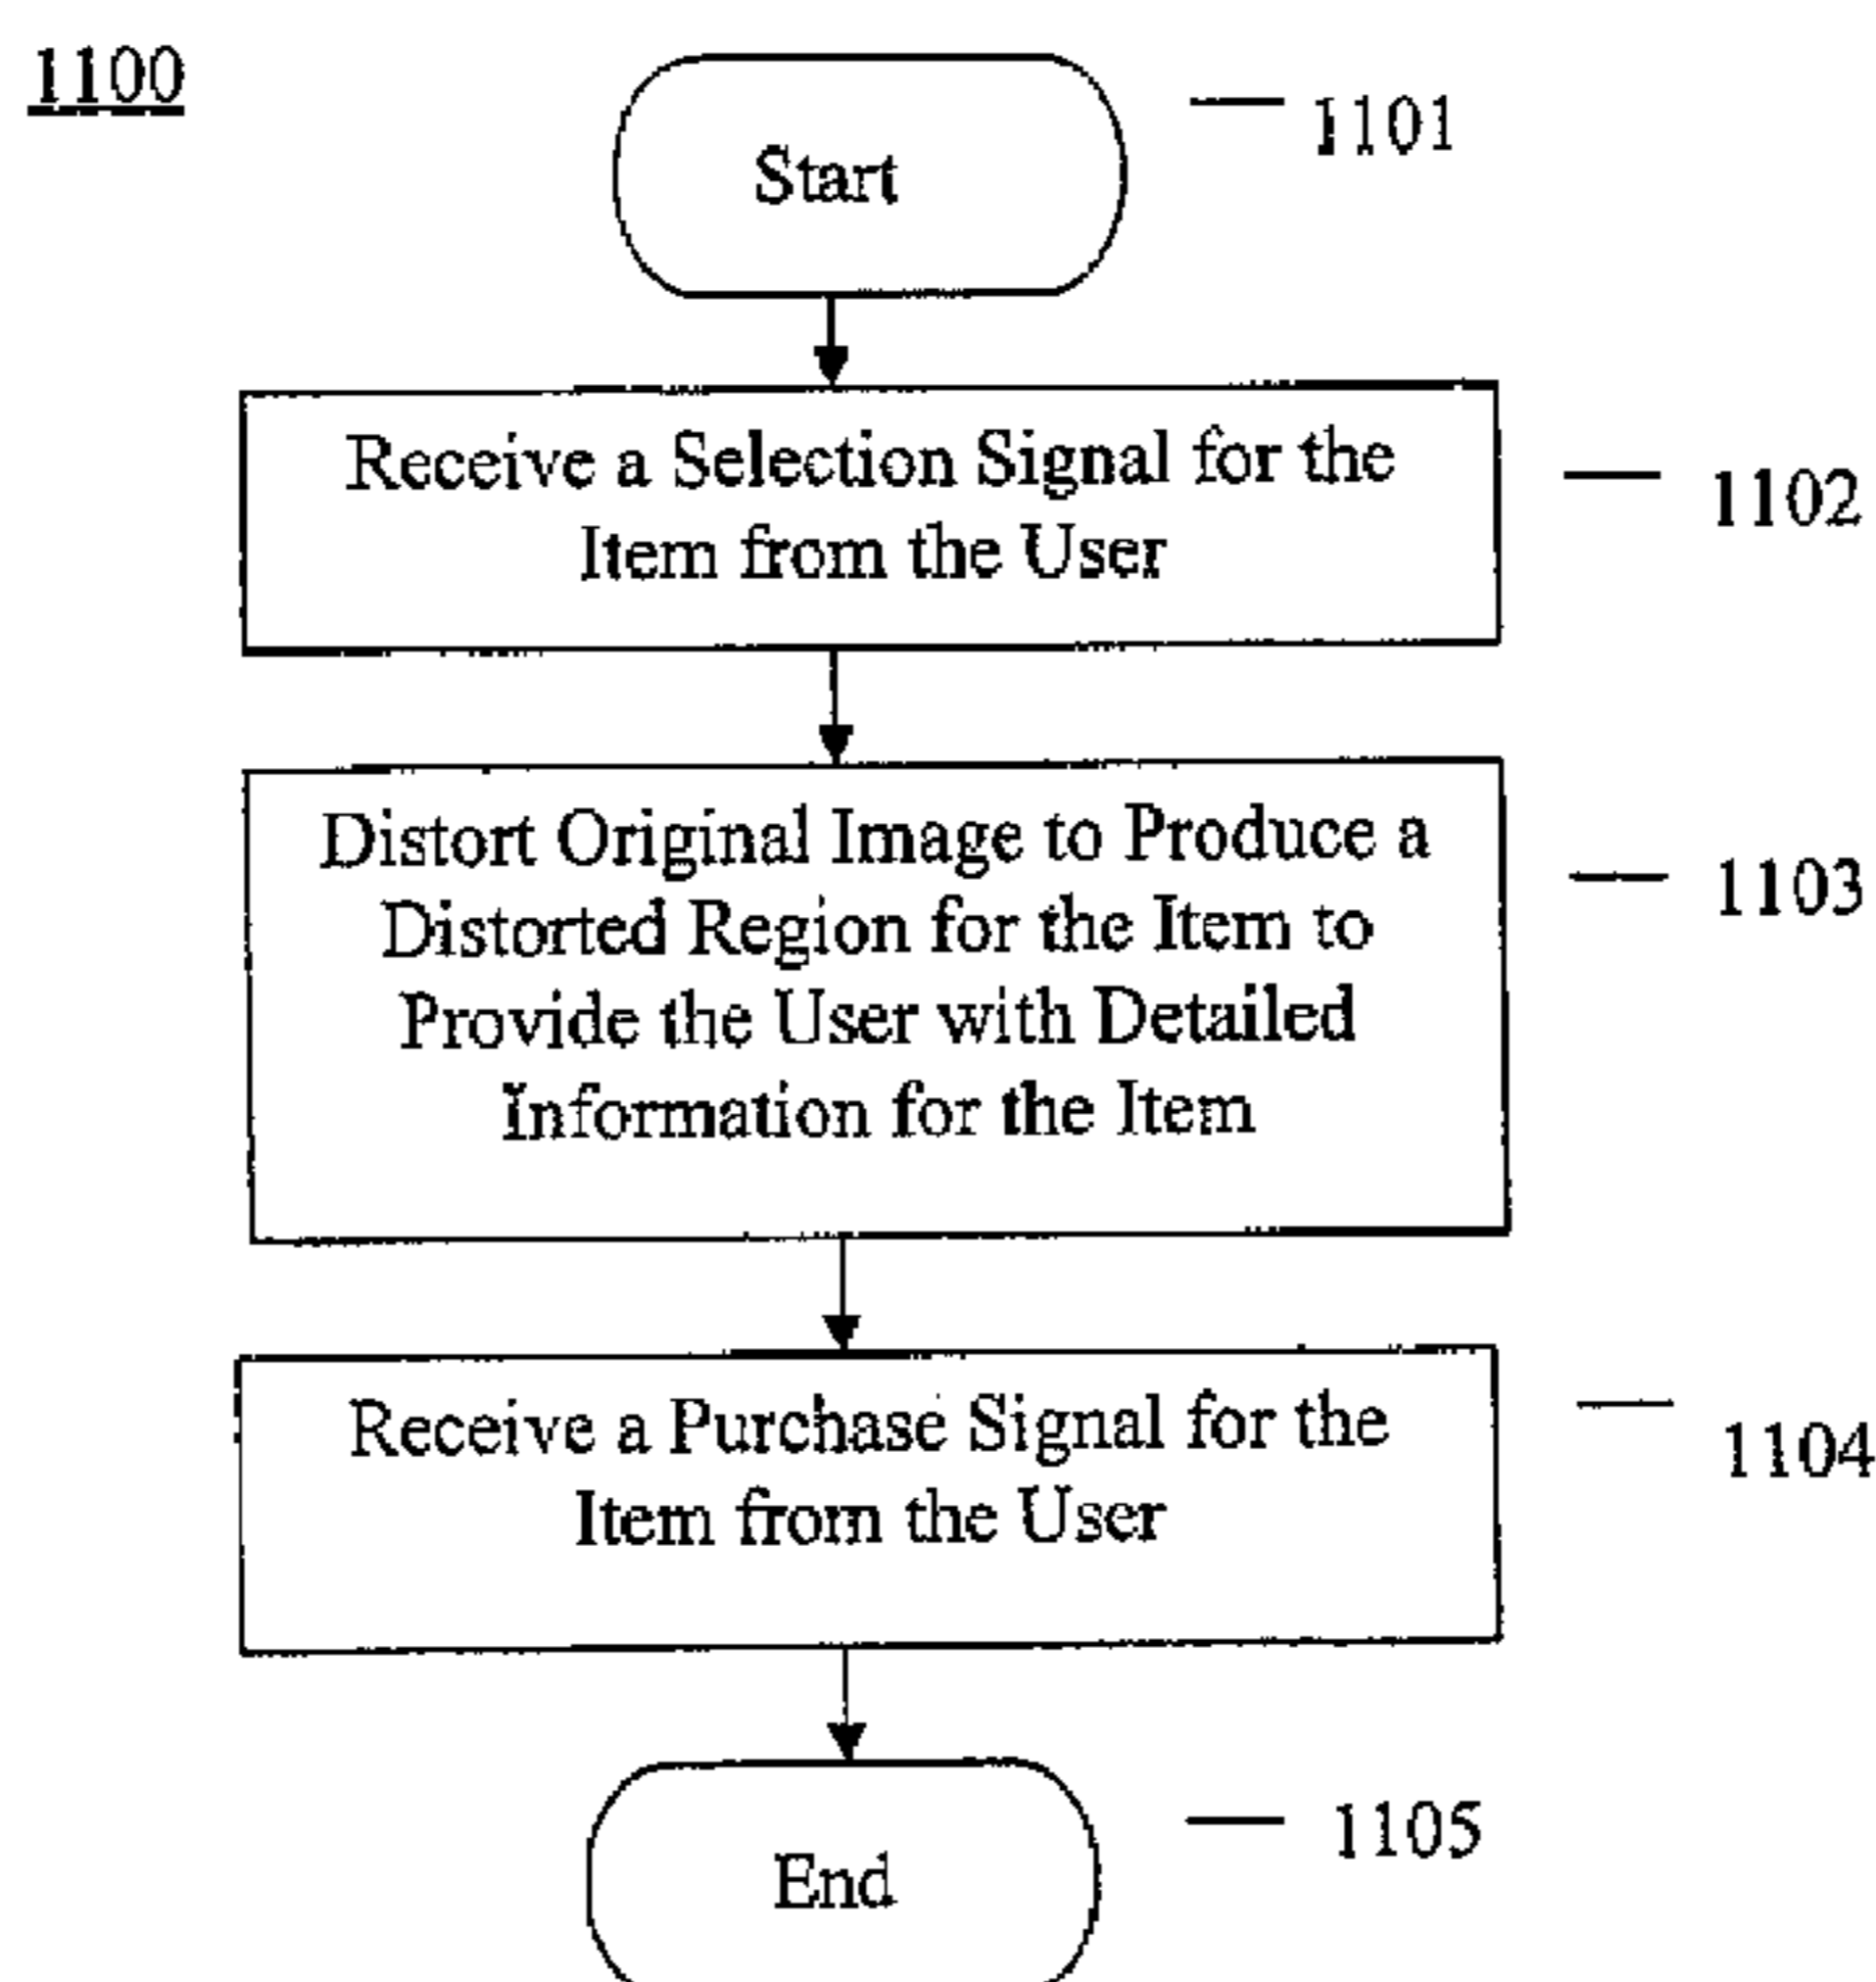 1100
Start
1101
Receive a Selection Signal for the
Item from the User
1102
Distort Original Image to Produce a
Distorted Region for the Item to
Provide the User with Detailed
Information for the Item
1103
Receive a Purchase Signal for the
Item from the User
1104
End
1105